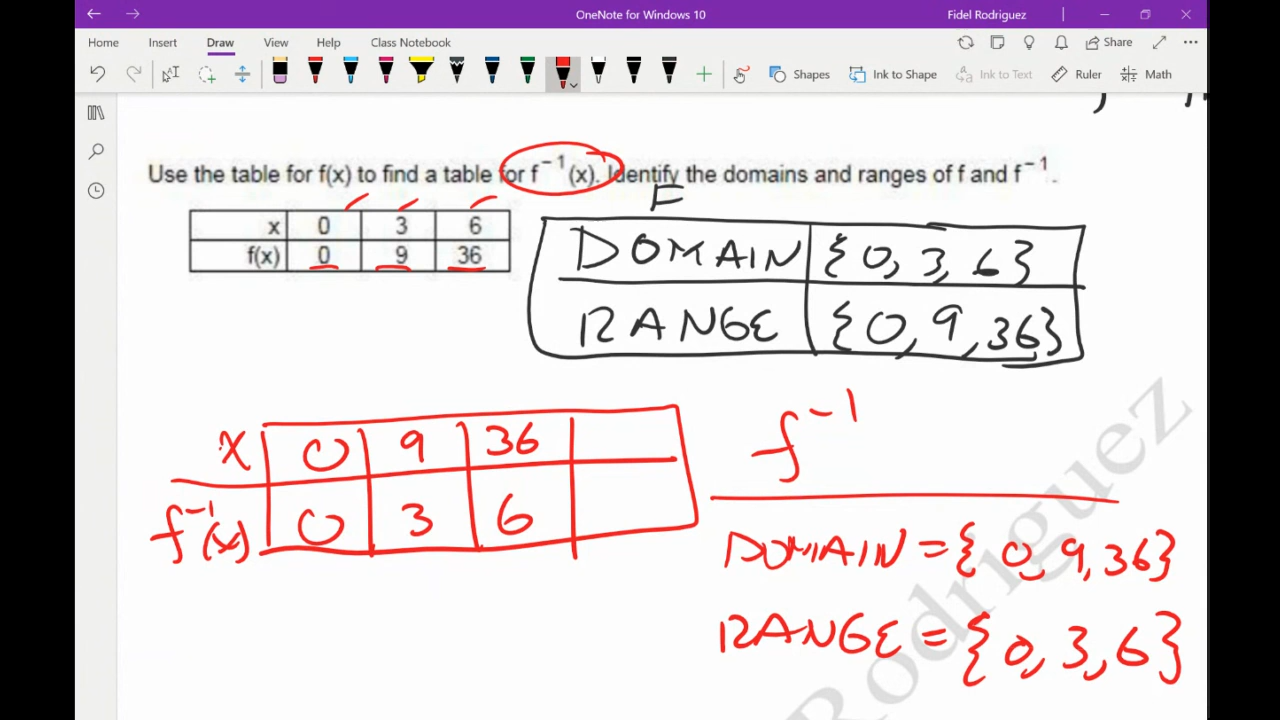 OneNote for Windows 10
Fidel Rodriguez
Home Insert Draw View Help Class Notebook
Share
Shapes Ink to Shape Ink to Text Ruler Math
Use the table for f(x) to find a table for f⁻¹(x). Identify the domains and ranges of f and f⁻¹.
F
x 0 3 6
f(x) 0 9 36
DOMAIN {0, 3, 6}
RANGE {0, 9, 36}
x 0 9 36
f⁻¹(x) 0 3 6
f⁻¹
DOMAIN = {0, 9, 36}
RANGE = {0, 3, 6}
Rodriguez